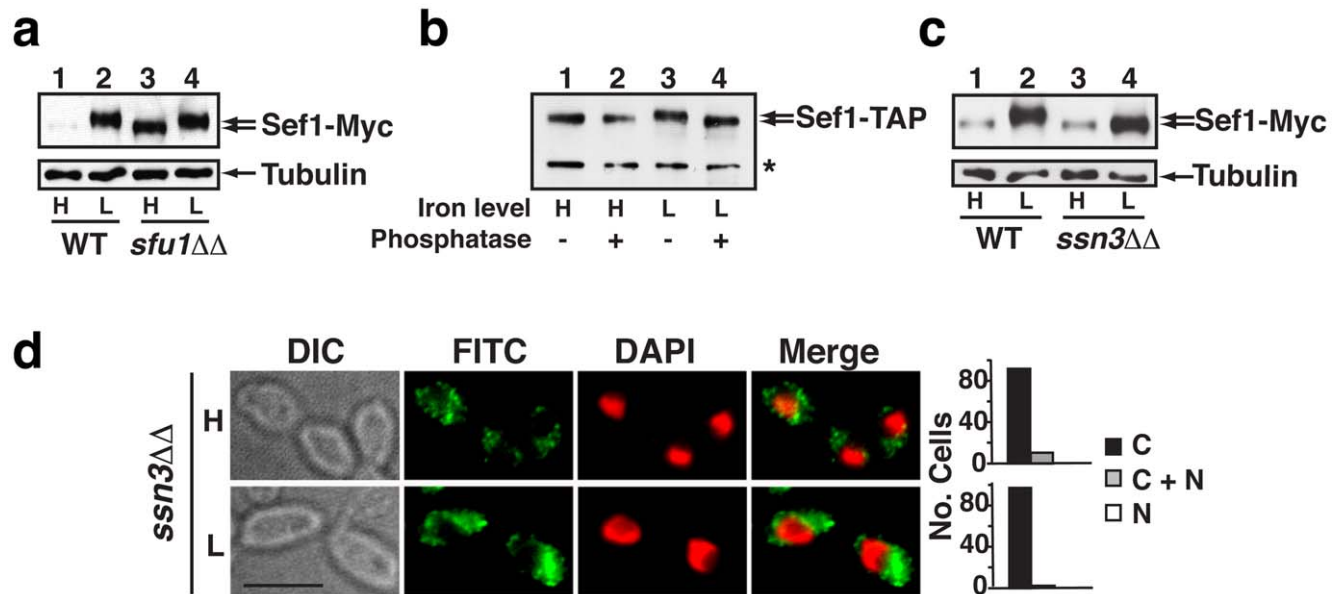 a
1 2 3 4
Sef1-Myc
Tubulin
H L H L
WT sfu1ΔΔ
b
1 2 3 4
Sef1-TAP
*
Iron level H H L L
Phosphatase - + - +
c
1 2 3 4
Sef1-Myc
Tubulin
H L H L
WT ssn3ΔΔ
d
DIC FITC DAPI Merge
ssn3ΔΔ
H
L
No. Cells
80
40
0
80
40
0
C
C + N
N